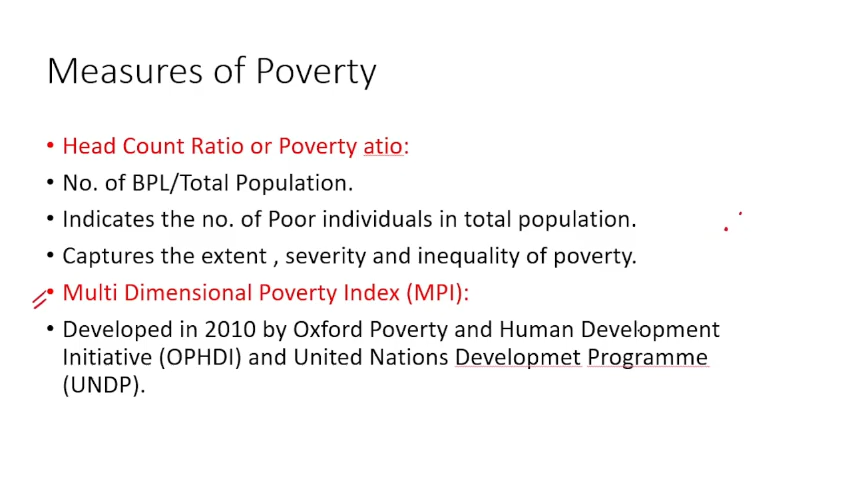 Measures of Poverty
• Head Count Ratio or Poverty atio:
• No. of BPL/Total Population.
• Indicates the no. of Poor individuals in total population.
• Captures the extent , severity and inequality of poverty.
• Multi Dimensional Poverty Index (MPI):
• Developed in 2010 by Oxford Poverty and Human Development
Initiative (OPHDI) and United Nations Developmet Programme
(UNDP).